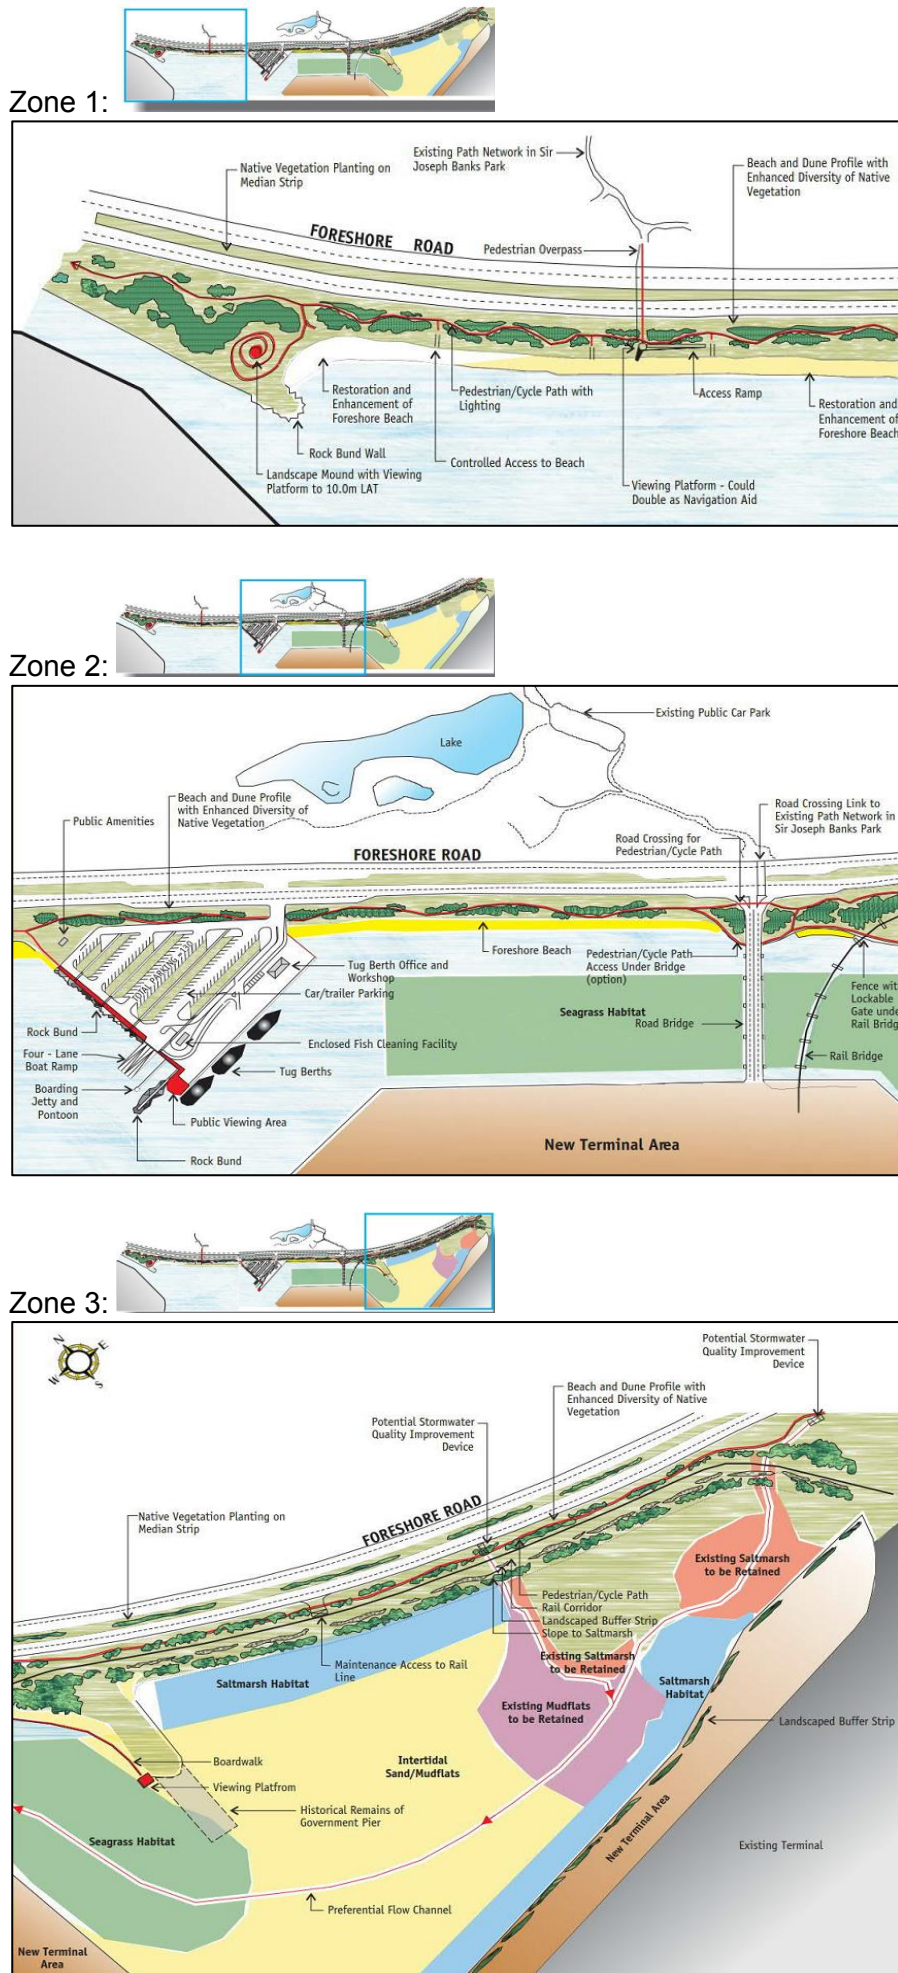 Zone 1:
Existing Path Network in Sir
Joseph Banks Park
Native Vegetation Planting on
Median Strip
Beach and Dune Profile with
Enhanced Diversity of Native
Vegetation
FORESHORE ROAD
Pedestrian Overpass
Restoration and
Enhancement of
Foreshore Beach
Pedestrian/Cycle Path with
Lighting
Access Ramp
Restoration and
Enhancement of
Foreshore Beach
Rock Bund Wall
Controlled Access to Beach
Landscape Mound with Viewing
Platform to 10.0m LAT
Viewing Platform - Could
Double as Navigation Aid
Zone 2:
Existing Public Car Park
Lake
Public Amenities
Beach and Dune Profile
with Enhanced Diversity of
Native Vegetation
Road Crossing Link to
Existing Path Network in
Sir Joseph Banks Park
Road Crossing for
Pedestrian/Cycle Path
FORESHORE ROAD
Foreshore Beach
Pedestrian/Cycle Path
Access Under Bridge
(option)
Tug Berth Office and
Workshop
Car/trailer Parking
Fence with
Lockable
Gate under
Rail Bridge
Seagrass Habitat
Road Bridge
Rock Bund
Enclosed Fish Cleaning Facility
Four - Lane
Boat Ramp
Rail Bridge
Tug Berths
Boarding
Jetty and
Pontoon
Public Viewing Area
Rock Bund
New Terminal Area
Zone 3:
N
E
W
S
Potential Stormwater
Quality Improvement
Device
Beach and Dune Profile with
Enhanced Diversity of Native
Vegetation
Potential Stormwater
Quality Improvement
Device
Native Vegetation Planting on
Median Strip
FORESHORE ROAD
Existing Saltmarsh
to be Retained
Pedestrian/Cycle Path
Rail Corridor
Landscaped Buffer Strip
Slope to Saltmarsh
Existing Saltmarsh
to be Retained
Maintenance Access to Rail
Line
Saltmarsh Habitat
Saltmarsh
Habitat
Existing Mudflats
to be Retained
Landscaped Buffer Strip
Boardwalk
Intertidal
Sand/Mudflats
Viewing Platfrom
Historical Remains of
Government Pier
Seagrass Habitat
New Terminal Area
Existing Terminal
Preferential Flow Channel
New Terminal
Area